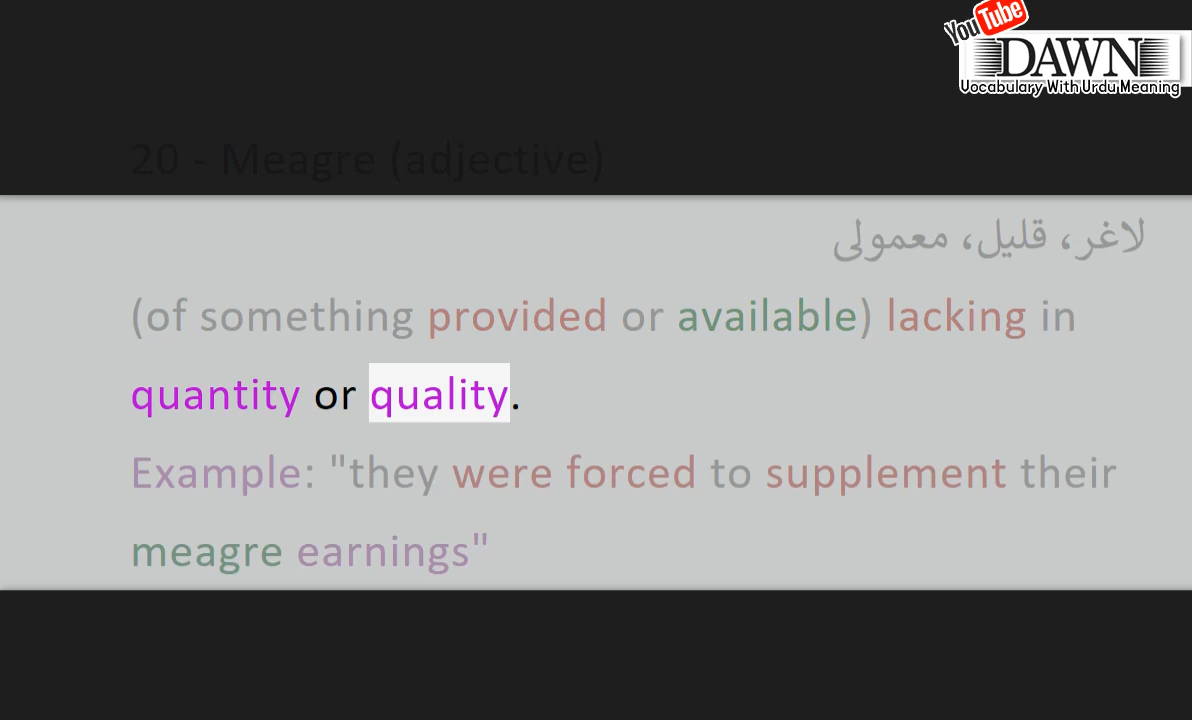 YouTube
DAWN
Vocabulary With Urdu Meaning
20 - Meagre (adjective)
لاغر، قلیل، معمولی
(of something provided or available) lacking in
quantity or quality.
Example: "they were forced to supplement their
meagre earnings"